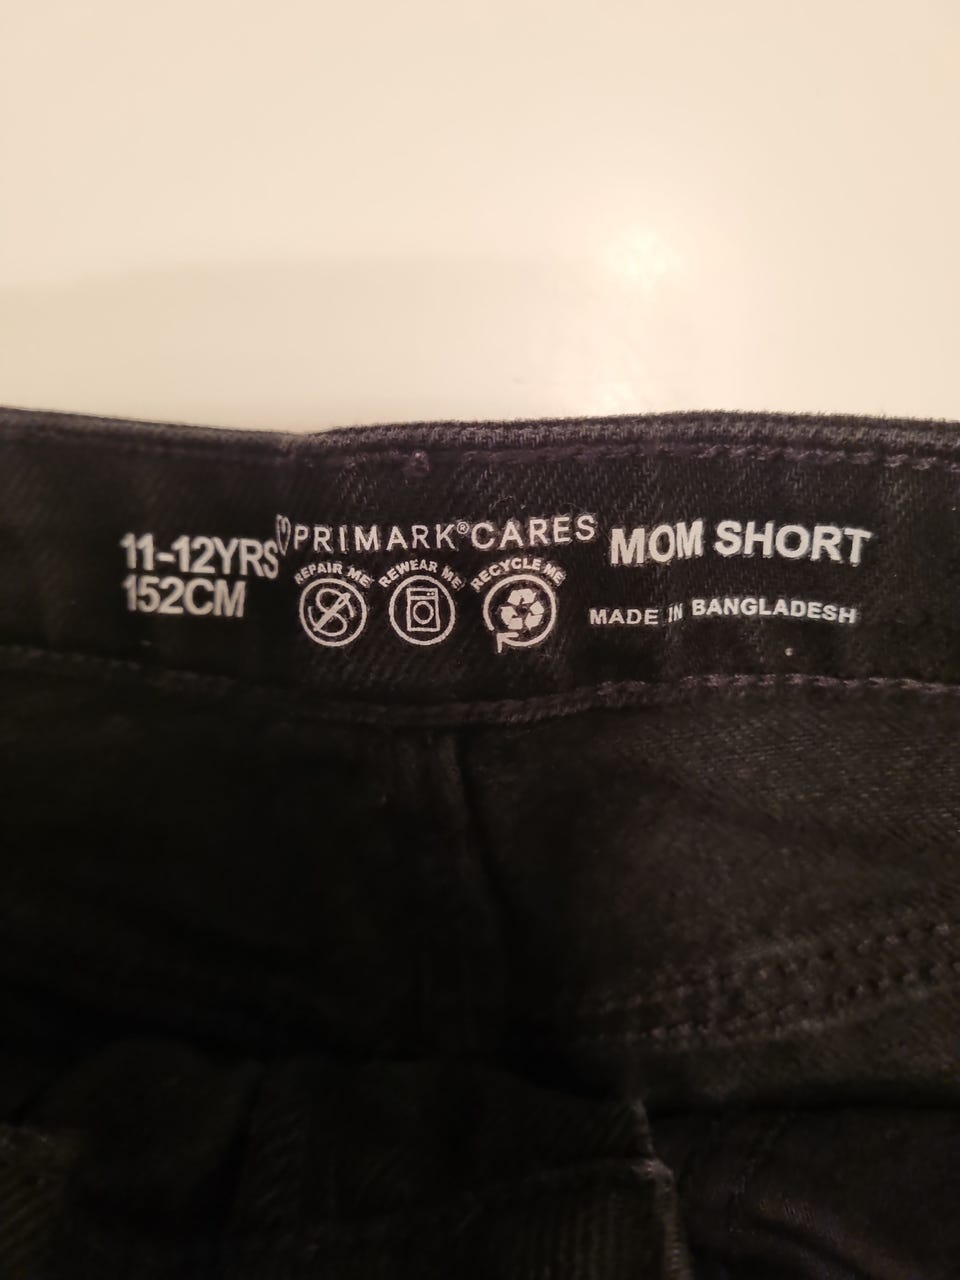 11-12YRS
152CM
PRIMARK®CARES
REPAIR ME
REWEAR ME
RECYCLE ME
MOM SHORT
MADE IN BANGLADESH